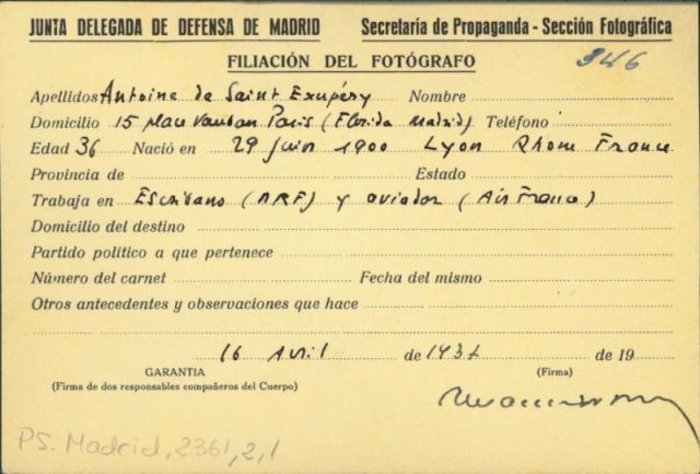 JUNTA DELEGADA DE DEFENSA DE MADRID Secretaria de Propaganda - Sección Fotográfica
FILIACIÓN DEL FOTÓGRAFO 346
Apellidos Antoine de Saint Exupéry Nombre
Domicilio 15 place Vauban Paris (Florida Madrid) Teléfono
Edad 36 Nació en 29 juin 1900 Lyon Rhone France
Provincia de Estado
Trabaja en Escribano (ARF) y aviador (Air France)
Domicilio del destino
Partido político a que pertenece
Número del carnet Fecha del mismo
Otros antecedentes y observaciones que hace
16 Avril de 1937 de 19
GARANTIA (Firma)
(Firma de dos responsables compañeros del Cuerpo)
PS. Madrid, 2361, 2, 1